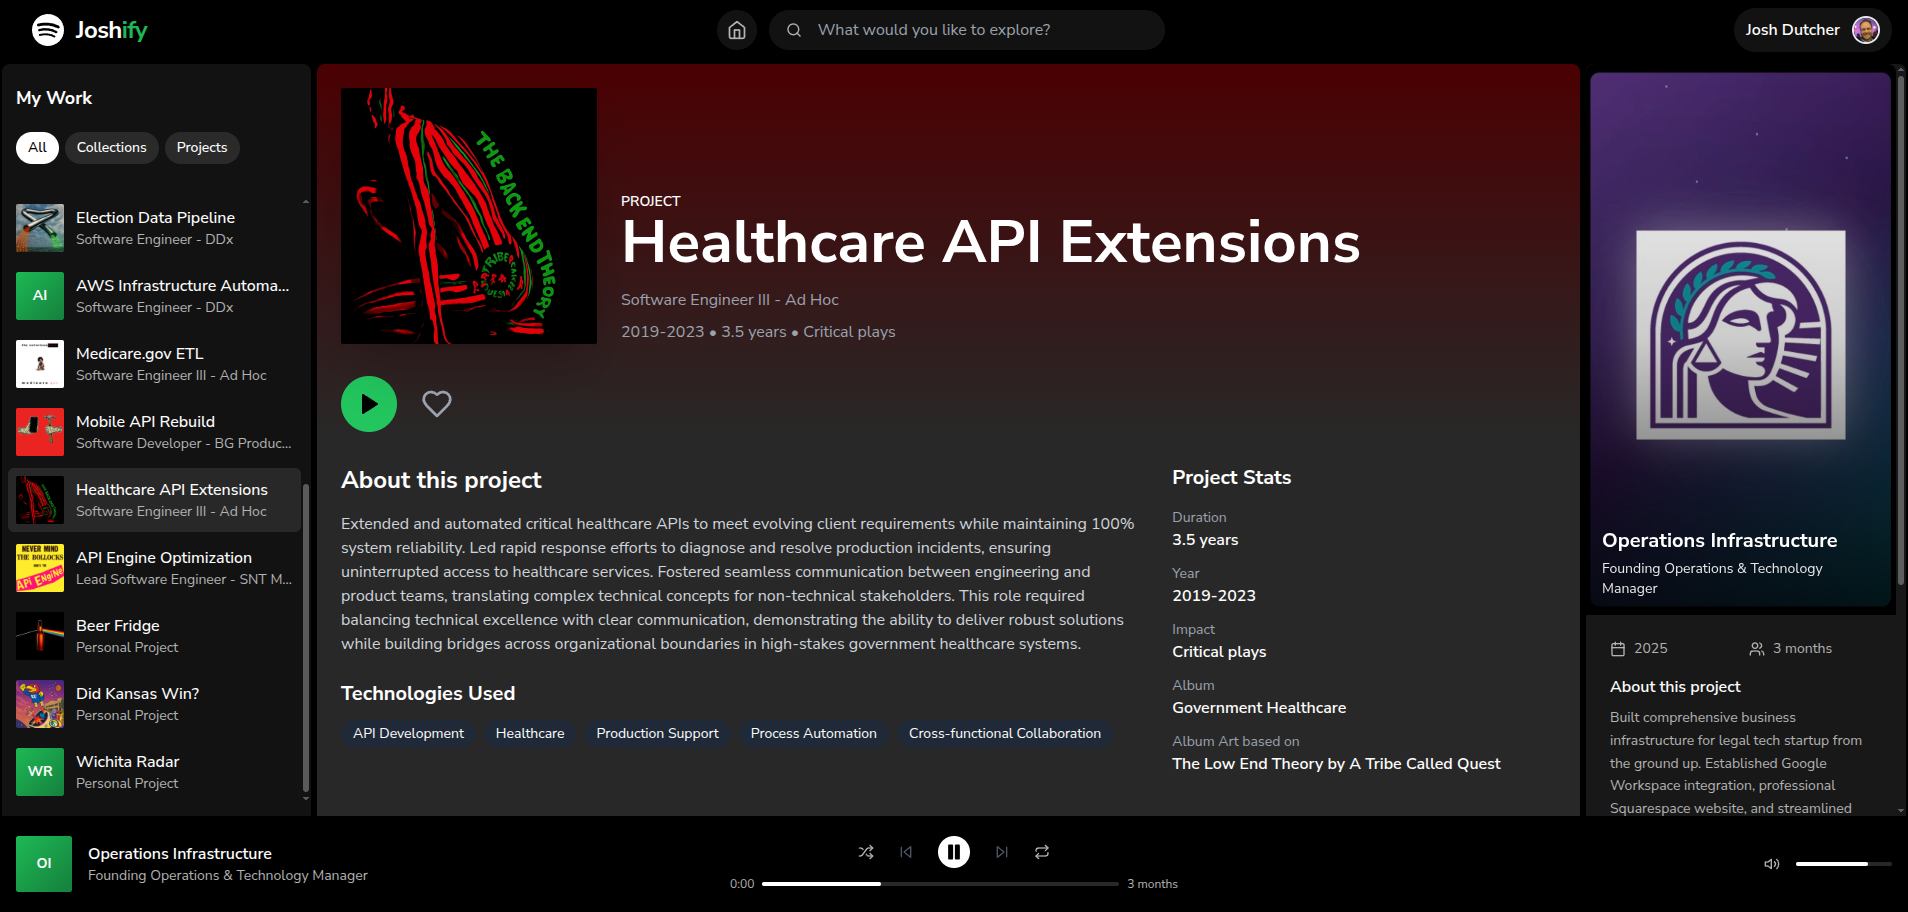 Joshify
What would you like to explore?
Josh Dutcher
My Work
All
Collections
Projects
Election Data Pipeline
Software Engineer - DDx
AI
AWS Infrastructure Automa...
Software Engineer - DDx
Medicare.gov ETL
Software Engineer III - Ad Hoc
Mobile API Rebuild
Software Developer - BG Produc...
Healthcare API Extensions
Software Engineer III - Ad Hoc
NEVER MIND
THE BOLLOCKS
API ENGINE
API Engine Optimization
Lead Software Engineer - SNT M...
Beer Fridge
Personal Project
Did Kansas Win?
Personal Project
WR
Wichita Radar
Personal Project
THE BACK END THEORY
TRIBE
PROJECT
Healthcare API Extensions
Software Engineer III - Ad Hoc
2019-2023 • 3.5 years • Critical plays
About this project
Extended and automated critical healthcare APIs to meet evolving client requirements while maintaining 100%
system reliability. Led rapid response efforts to diagnose and resolve production incidents, ensuring
uninterrupted access to healthcare services. Fostered seamless communication between engineering and
product teams, translating complex technical concepts for non-technical stakeholders. This role required
balancing technical excellence with clear communication, demonstrating the ability to deliver robust solutions
while building bridges across organizational boundaries in high-stakes government healthcare systems.
Technologies Used
API Development
Healthcare
Production Support
Process Automation
Cross-functional Collaboration
Project Stats
Duration
3.5 years
Year
2019-2023
Impact
Critical plays
Album
Government Healthcare
Album Art based on
The Low End Theory by A Tribe Called Quest
Operations Infrastructure
Founding Operations & Technology
Manager
2025
3 months
About this project
Built comprehensive business
infrastructure for legal tech startup from
the ground up. Established Google
Workspace integration, professional
Squarespace website, and streamlined
OI
Operations Infrastructure
Founding Operations & Technology Manager
0:00
3 months